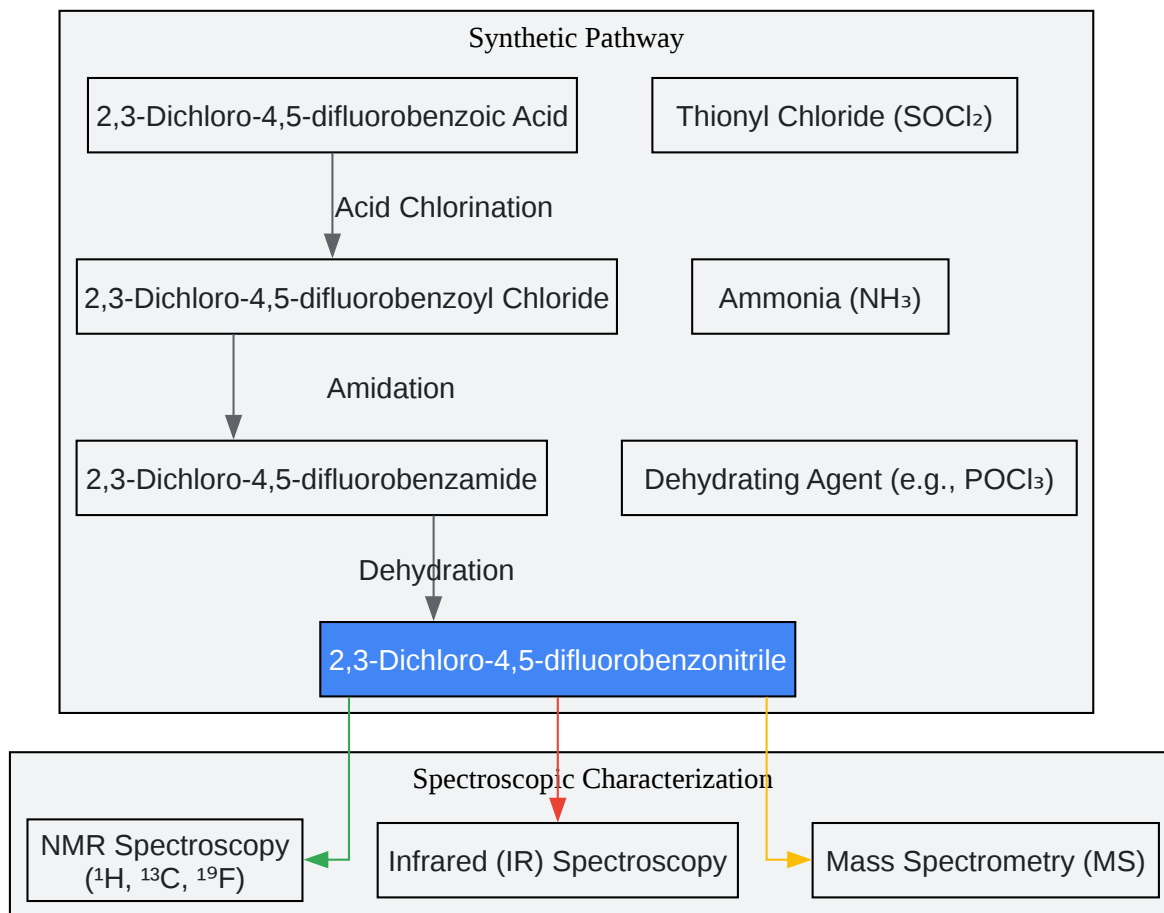 Synthetic Pathway
2,3-Dichloro-4,5-difluorobenzoic Acid
Thionyl Chloride (SOCl₂)
Acid Chlorination
2,3-Dichloro-4,5-difluorobenzoyl Chloride
Ammonia (NH₃)
Amidation
2,3-Dichloro-4,5-difluorobenzamide
Dehydrating Agent (e.g., POCl₃)
Dehydration
2,3-Dichloro-4,5-difluorobenzonitrile
Spectroscopic Characterization
NMR Spectroscopy
(¹H, ¹³C, ¹⁹F)
Infrared (IR) Spectroscopy
Mass Spectrometry (MS)